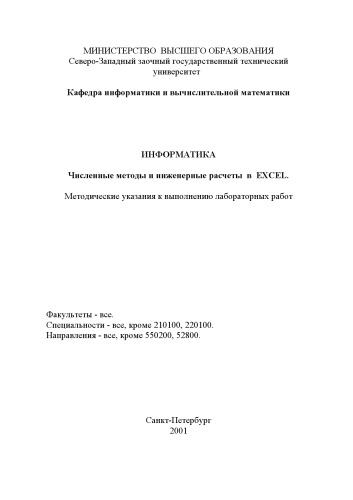 МИНИСТЕРСТВО ВЫСШЕГО ОБРАЗОВАНИЯ
Северо-Западный заочный государственный технический
университет
Кафедра информатики и вычислительной математики
ИНФОРМАТИКА
Численные методы и инженерные расчеты в EXCEL.
Методические указания к выполнению лабораторных работ
Факультеты - все.
Специальности - все, кроме 210100, 220100.
Направления - все, кроме 550200, 52800.
Санкт-Петербург
2001